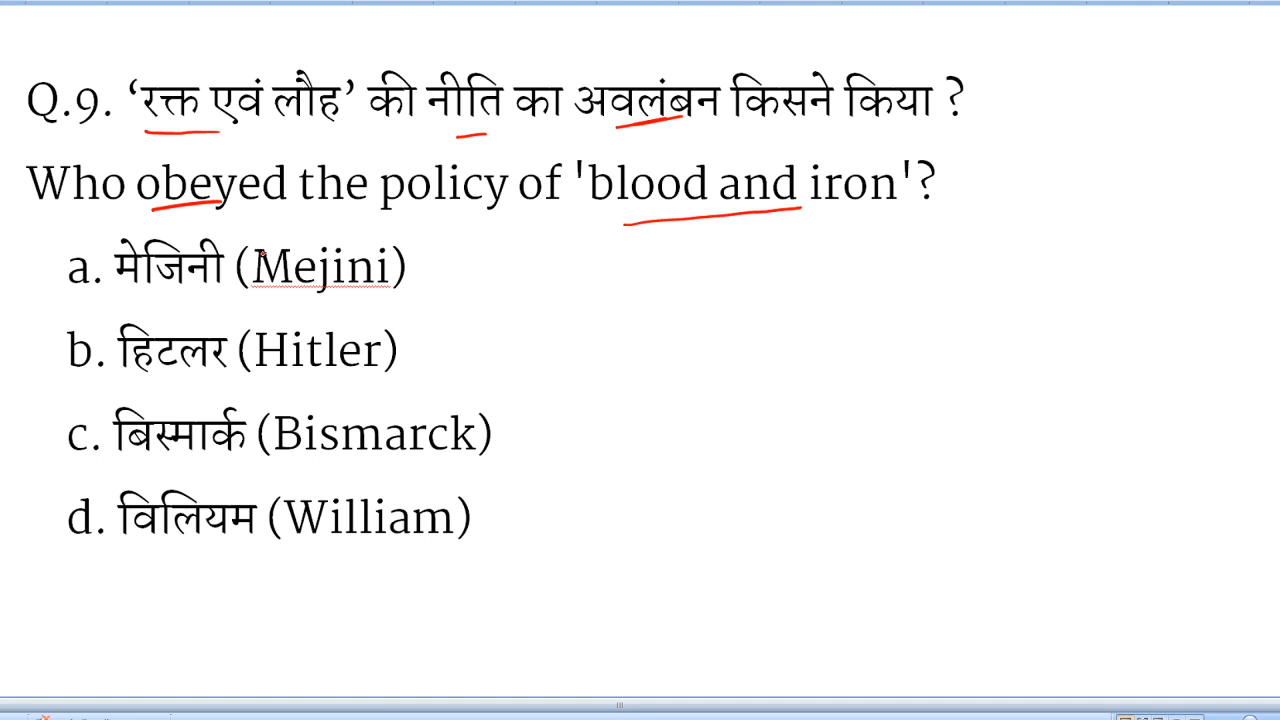 Q.9. ‘रक्त एवं लौह’ की नीति का अवलंबन किसने किया ?
Who obeyed the policy of 'blood and iron'?
a. मेजिनी (Mejini)
b. हिटलर (Hitler)
c. बिस्मार्क (Bismarck)
d. विलियम (William)